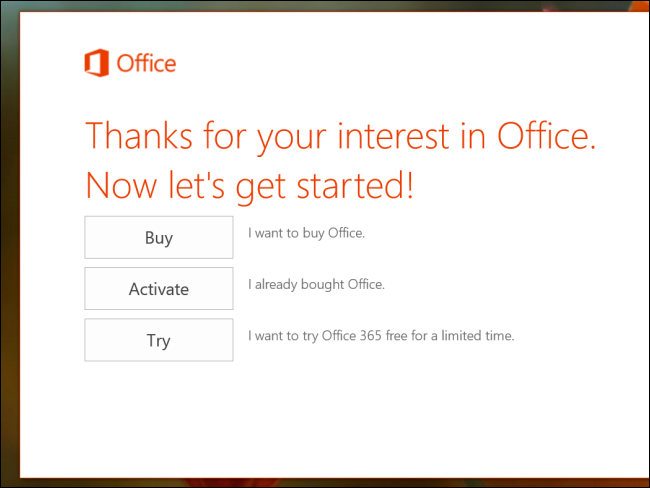 Office
Thanks for your interest in Office.
Now let's get started!
Buy
I want to buy Office.
Activate
I already bought Office.
Try
I want to try Office 365 free for a limited time.